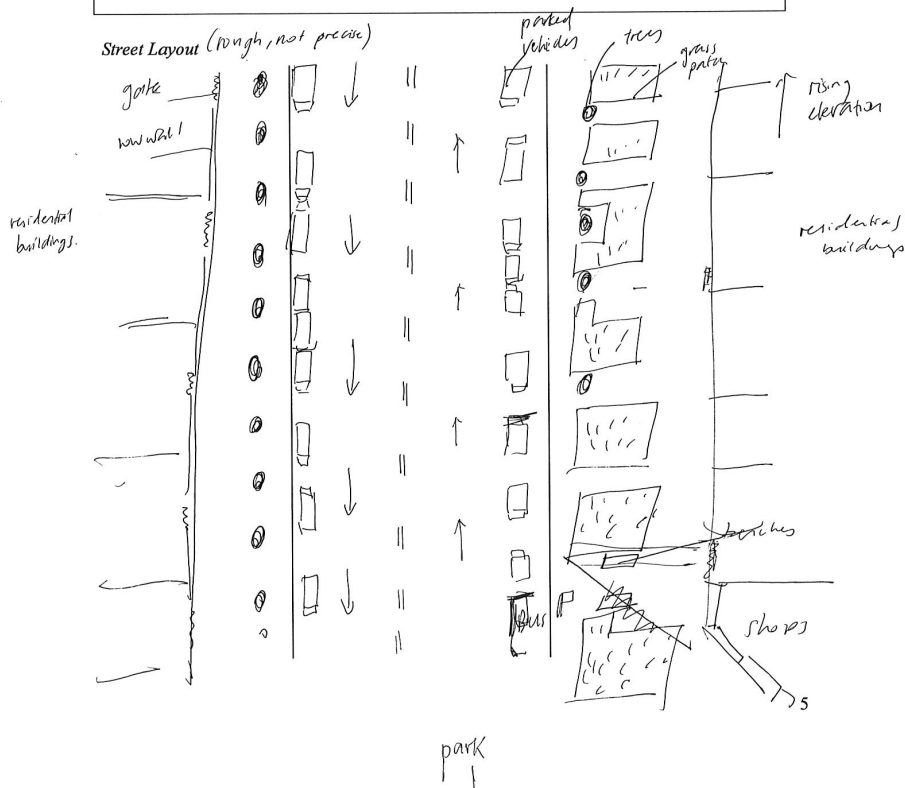 Street Layout (rough, not precise)
parked
vehicles
trees
grass
patch
gate
low wall
rising
elevation
residential
buildings.
residential
buildings
benches
BUS
shops
5
park